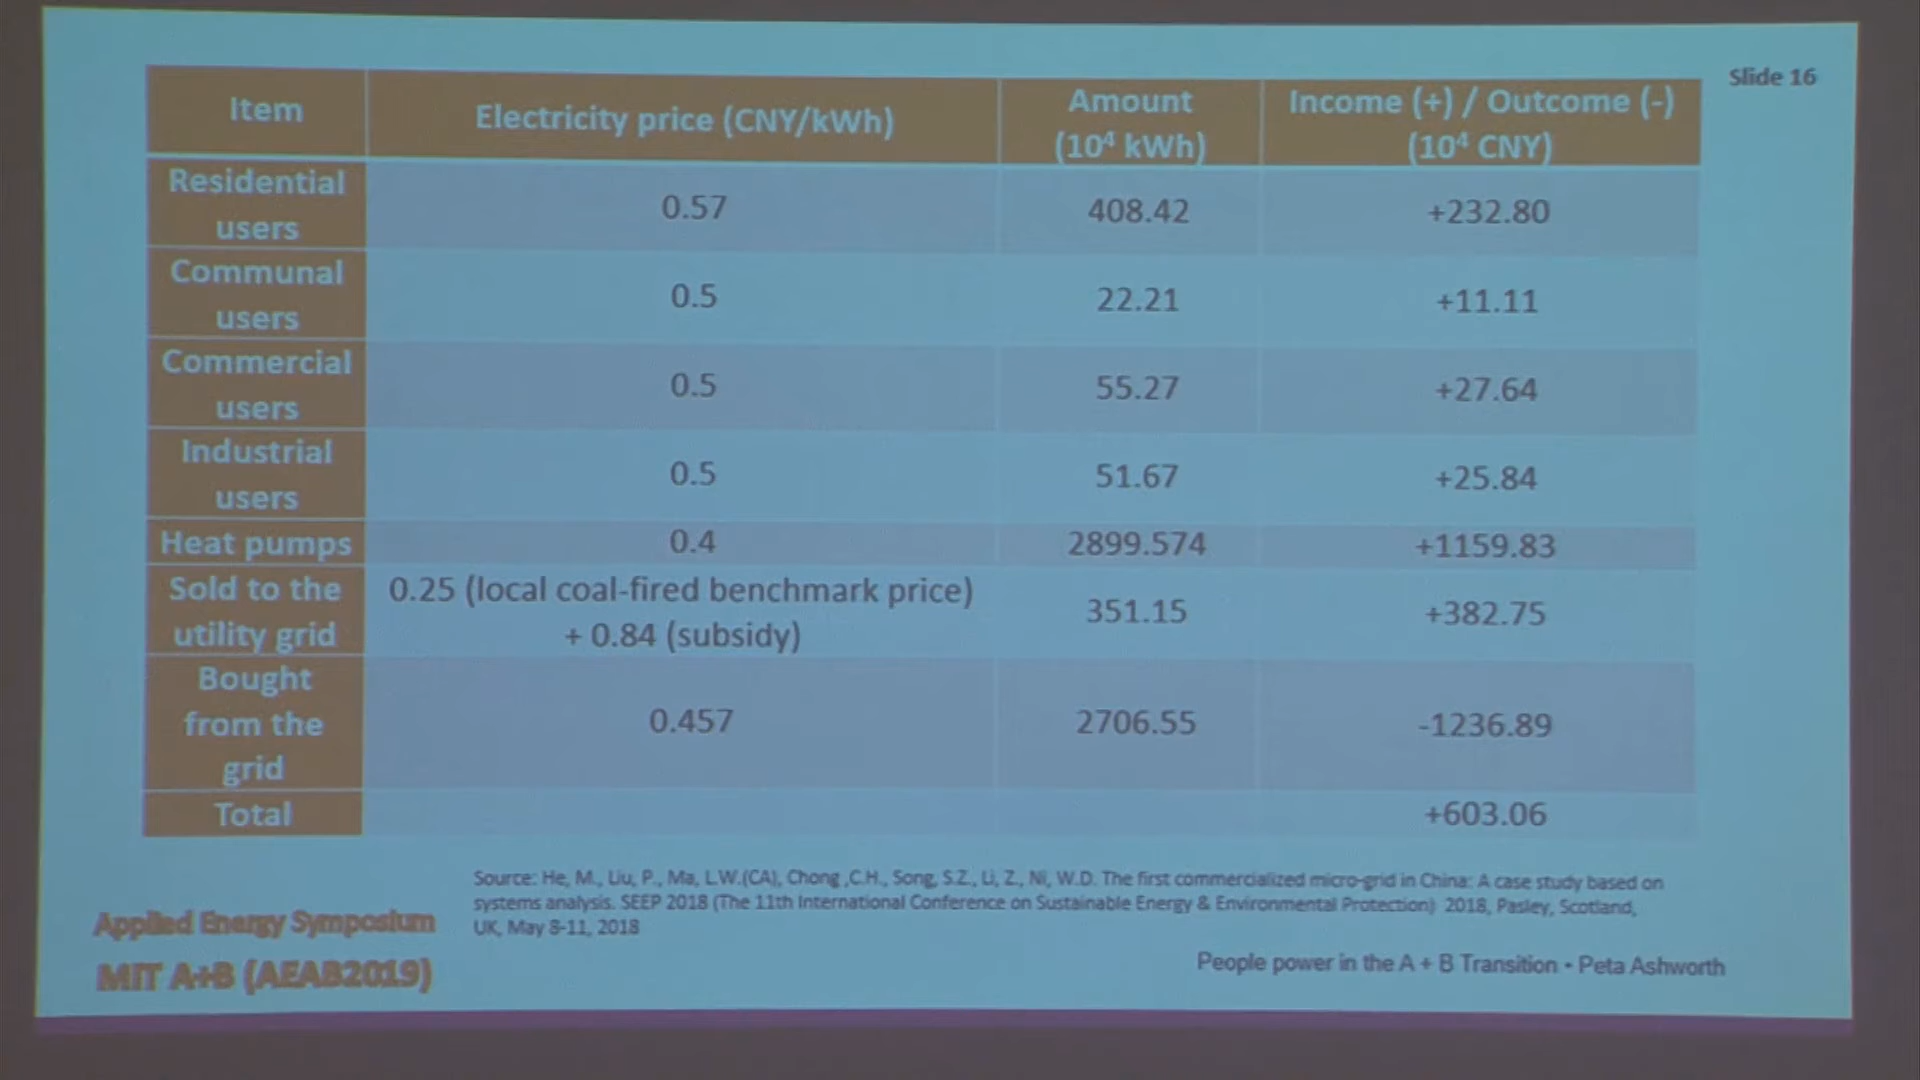 Slide 16
Item Electricity price (CNY/kWh) Amount (10⁴ kWh) Income (+) / Outcome (-) (10⁴ CNY)
Residential users 0.57 408.42 +232.80
Communal users 0.5 22.21 +11.11
Commercial users 0.5 55.27 +27.64
Industrial users 0.5 51.67 +25.84
Heat pumps 0.4 2899.574 +1159.83
Sold to the utility grid 0.25 (local coal-fired benchmark price) + 0.84 (subsidy) 351.15 +382.75
Bought from the grid 0.457 2706.55 -1236.89
Total +603.06
Source: He, M., Liu, P., Ma, L.W.(CA), Chong ,C.H., Song, S.Z., Li, Z., Ni, W.D. The first commercialized micro-grid in China: A case study based on
systems analysis. SEEP 2018 (The 11th International Conference on Sustainable Energy & Environmental Protection) 2018, Pasley, Scotland,
UK, May 8-11, 2018
Applied Energy Symposium
MIT A+B (AEAB2019)
People power in the A + B Transition • Peta Ashworth